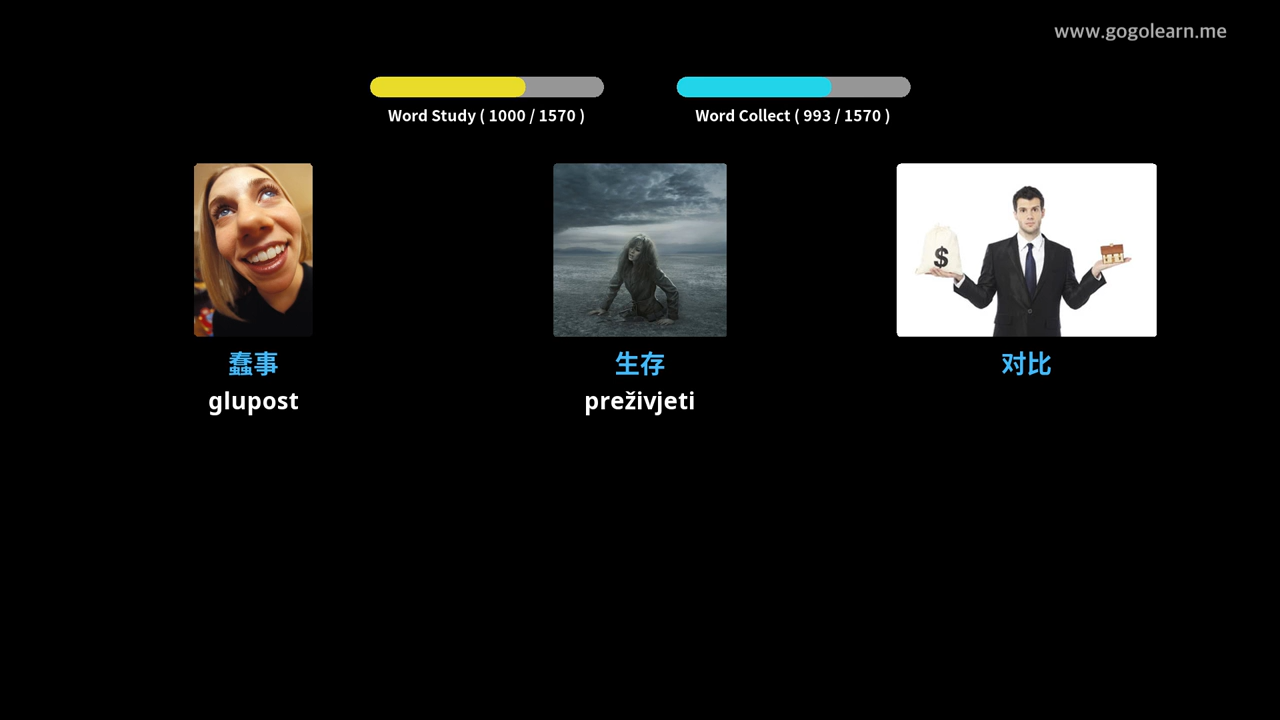 www.gogolearn.me
Word Study ( 1000 / 1570 )
Word Collect ( 993 / 1570 )
蠢事
生存
对比
glupost
preživjeti
$